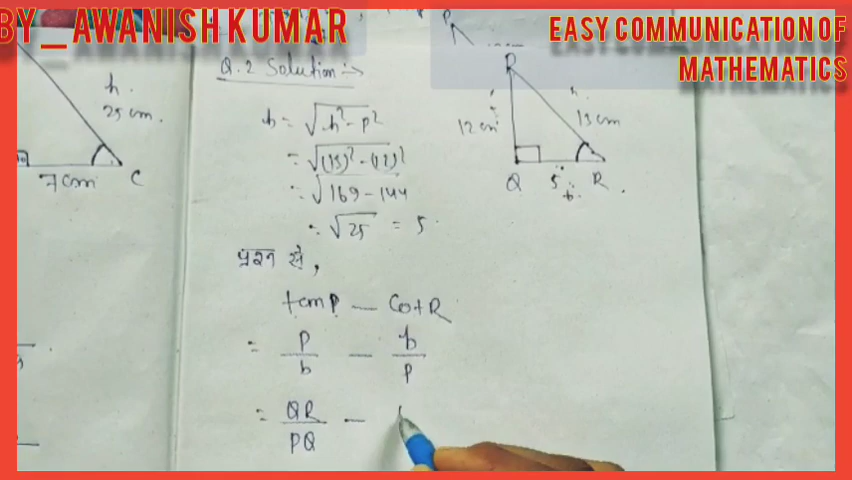 BY_ AWANISH KUMAR
EASY COMMUNICATION OF
MATHEMATICS
Q.2 Solution :→
b = √h² - p²
= √(13)² - (12)²
= √169 - 144
= √25 = 5
प्रश्न से,
tan P — Cot R
= P/b — b/P
= QR/PQ —
h.
25 cm.
7 cm C
P
h.
12 cm 13 cm
Q 5 R
b